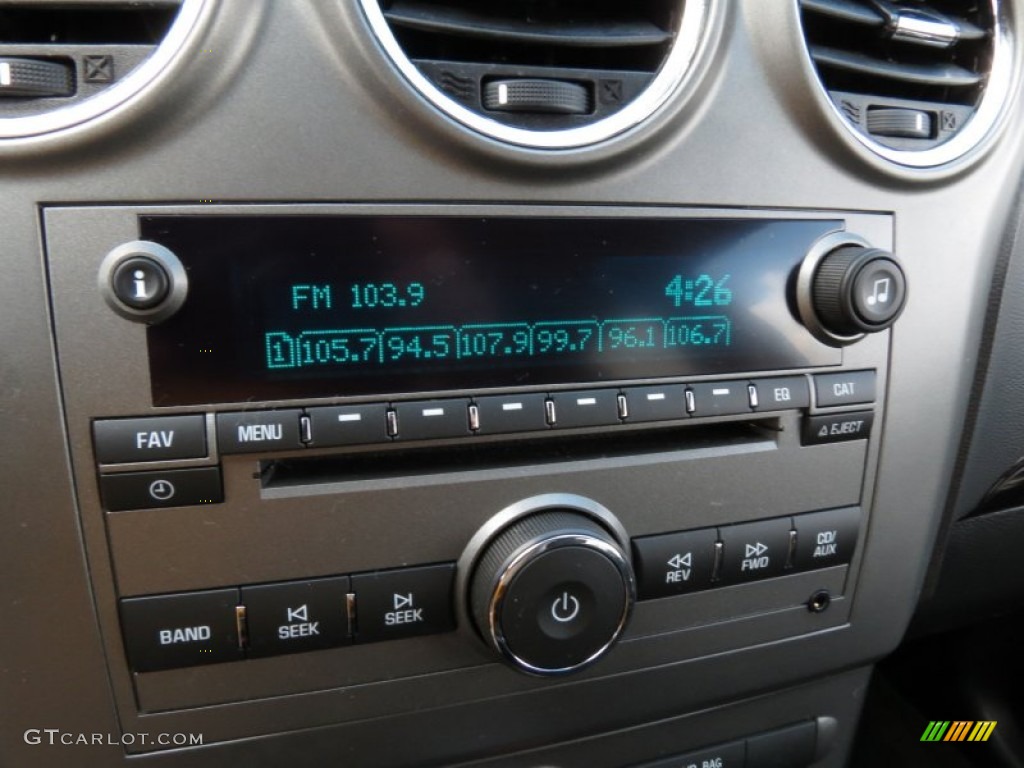 i
FM 103.9 4:26
1 105.7 94.5 107.9 99.7 96.1 106.7
FAV MENU EQ CAT
EJECT
BAND SEEK SEEK REV FWD CD/
AUX
GTCARLOT.COM
BAG